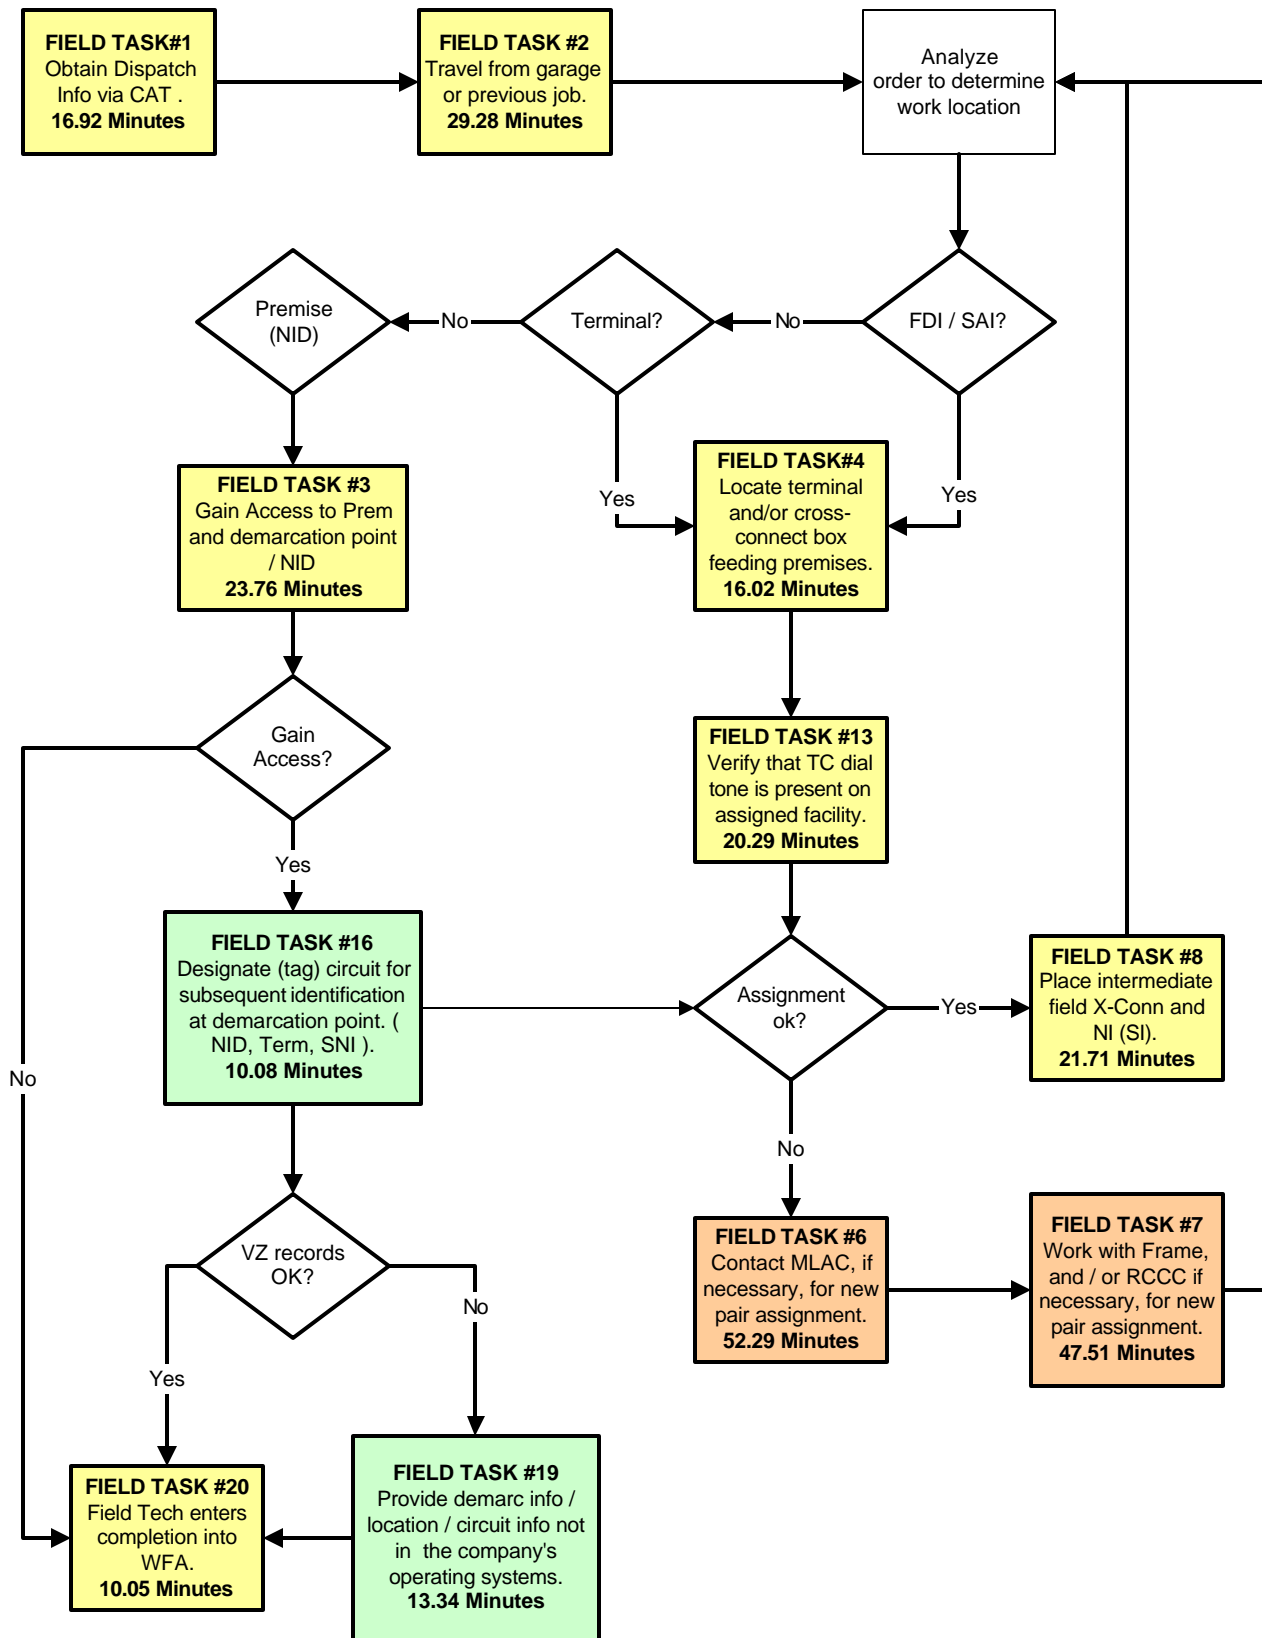 FIELD TASK#1
Obtain Dispatch
Info via CAT .
16.92 Minutes
FIELD TASK #2
Travel from garage
or previous job.
29.28 Minutes
Analyze
order to determine
work location
Premise
(NID)
No
Terminal?
No
FDI / SAI?
FIELD TASK #3
Gain Access to Prem
and demarcation point
/ NID
23.76 Minutes
Yes
FIELD TASK#4
Locate terminal
and/or cross-
connect box
feeding premises.
16.02 Minutes
Yes
Gain
Access?
FIELD TASK #13
Verify that TC dial
tone is present on
assigned facility.
20.29 Minutes
Yes
No
FIELD TASK #16
Designate (tag) circuit for
subsequent identification
at demarcation point. (
NID, Term, SNI ).
10.08 Minutes
Assignment
ok?
Yes
FIELD TASK #8
Place intermediate
field X-Conn and
NI (SI).
21.71 Minutes
No
VZ records
OK?
No
Yes
FIELD TASK #6
Contact MLAC, if
necessary, for new
pair assignment.
52.29 Minutes
FIELD TASK #7
Work with Frame,
and / or RCCC if
necessary, for new
pair assignment.
47.51 Minutes
FIELD TASK #20
Field Tech enters
completion into
WFA.
10.05 Minutes
FIELD TASK #19
Provide demarc info /
location / circuit info not
in the company's
operating systems.
13.34 Minutes